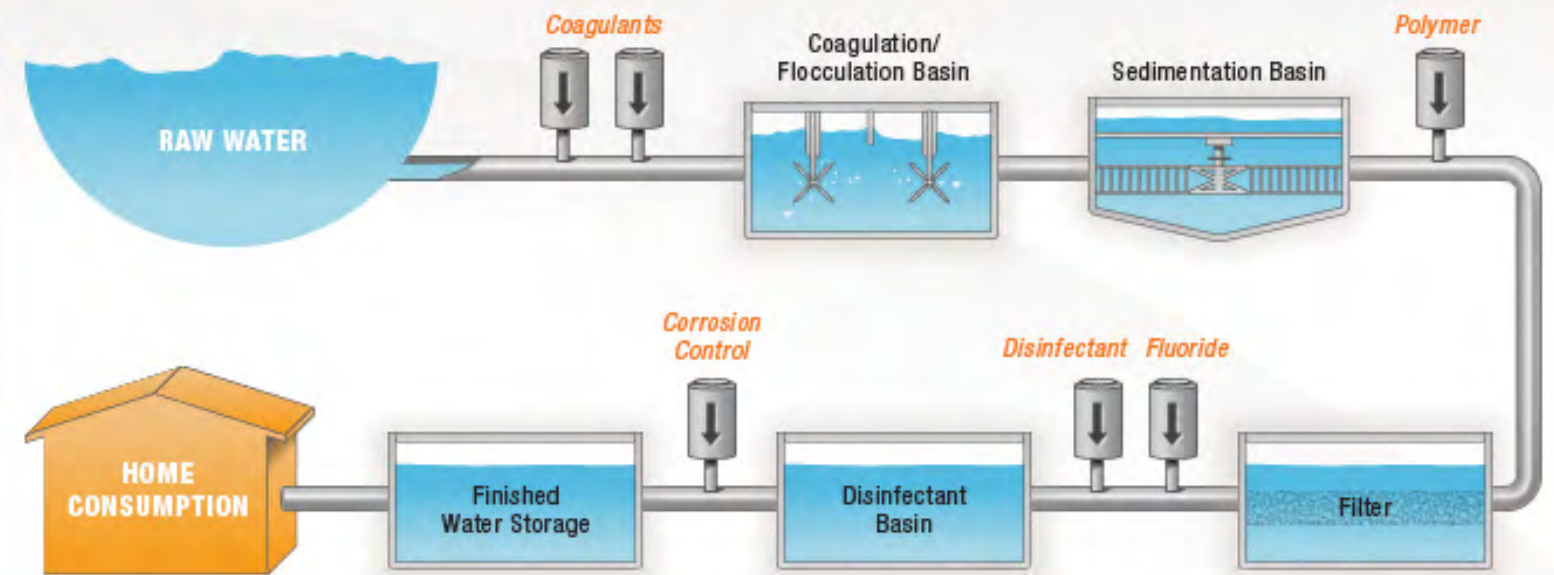 Coagulants
Coagulation/
Flocculation Basin
Sedimentation Basin
Polymer
RAW WATER
Corrosion
Control
Disinfectant
Fluoride
HOME
CONSUMPTION
Finished
Water Storage
Disinfectant
Basin
Filter